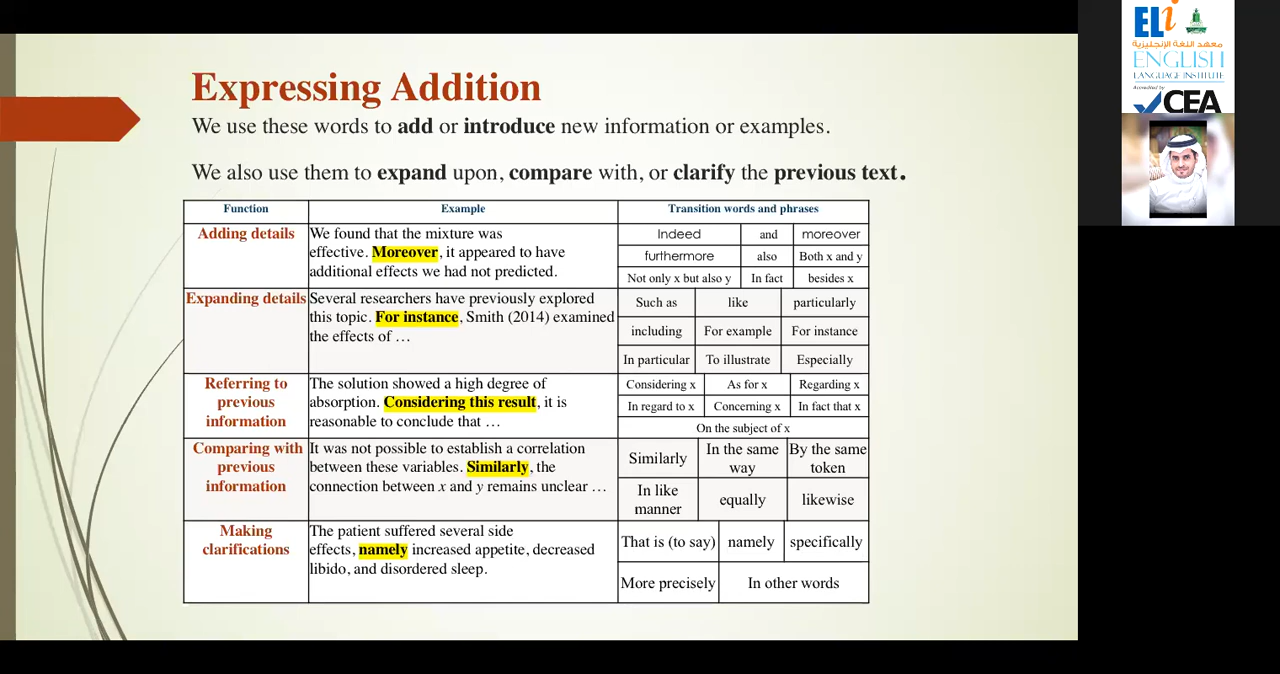 Expressing Addition
We use these words to add or introduce new information or examples.
We also use them to expand upon, compare with, or clarify the previous text.
Function Example Transition words and phrases
Adding details
We found that the mixture was
effective. Moreover, it appeared to have
additional effects we had not predicted.
Indeed and moreover
furthermore also Both x and y
Not only x but also y In fact besides x
Expanding details
Several researchers have previously explored
this topic. For instance, Smith (2014) examined
the effects of …
Such as like particularly
including For example For instance
In particular To illustrate Especially
Referring to
previous
information
The solution showed a high degree of
absorption. Considering this result, it is
reasonable to conclude that …
Considering x As for x Regarding x
In regard to x Concerning x In fact that x
On the subject of x
Comparing with
previous
information
It was not possible to establish a correlation
between these variables. Similarly, the
connection between x and y remains unclear …
Similarly In the same way By the same token
In like manner equally likewise
Making
clarifications
The patient suffered several side
effects, namely increased appetite, decreased
libido, and disordered sleep.
That is (to say) namely specifically
More precisely In other words
ELi
معهد اللغة الإنجليزية
ENGLISH
LANGUAGE INSTITUTE
Accredited by
CEA